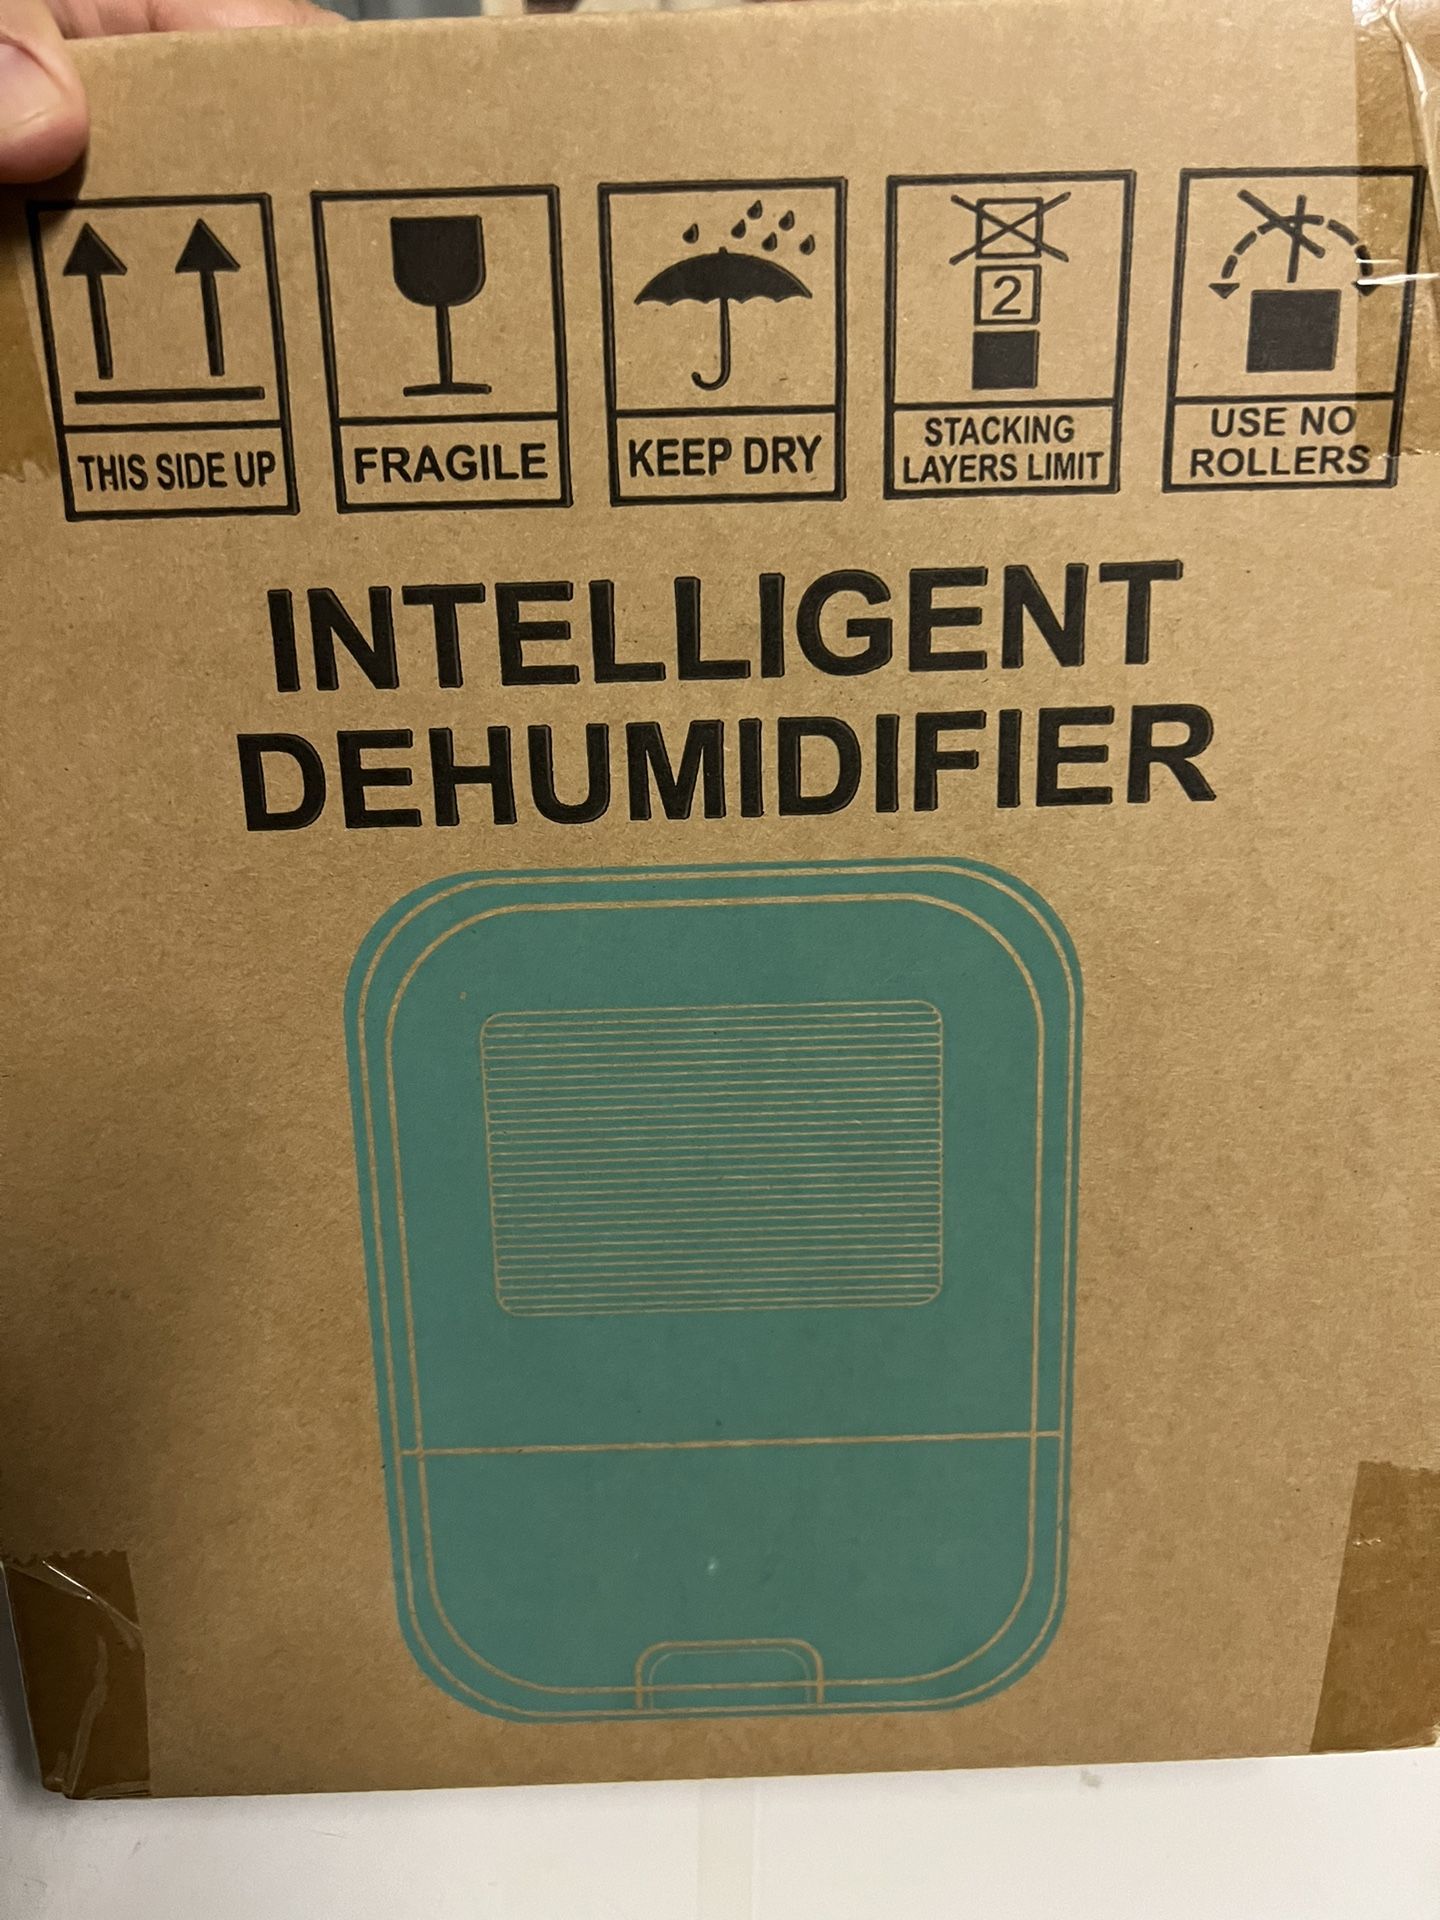 THIS SIDE UP
FRAGILE
KEEP DRY
2
STACKING
LAYERS LIMIT
USE NO
ROLLERS
INTELLIGENT
DEHUMIDIFIER